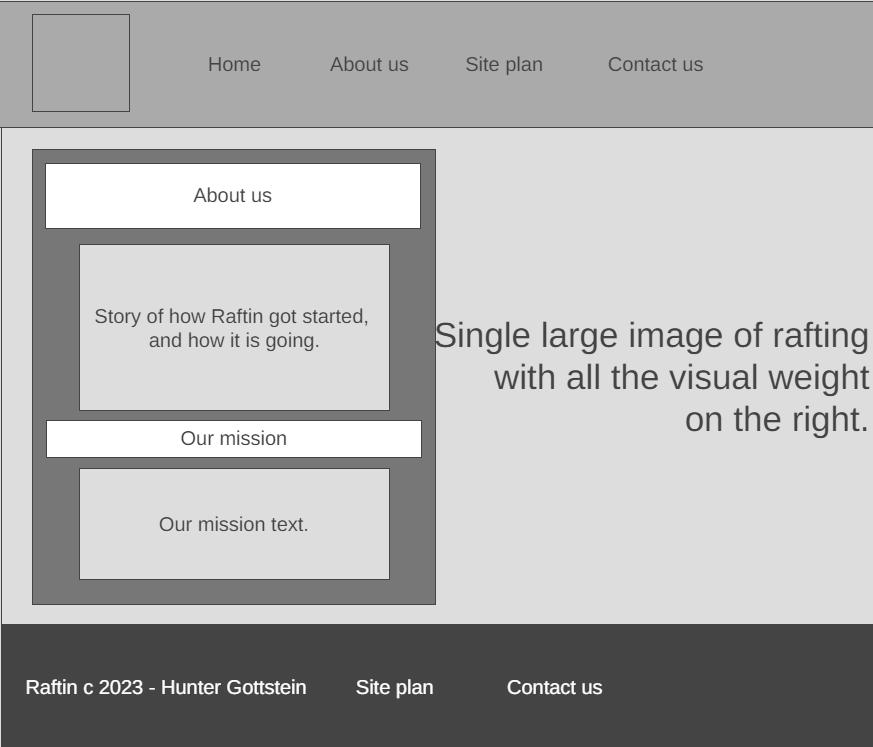 Home About us Site plan Contact us
About us
Story of how Raftin got started,
and how it is going.
Our mission
Our mission text.
Single large image of rafting
with all the visual weight
on the right.
Raftin c 2023 - Hunter Gottstein Site plan Contact us